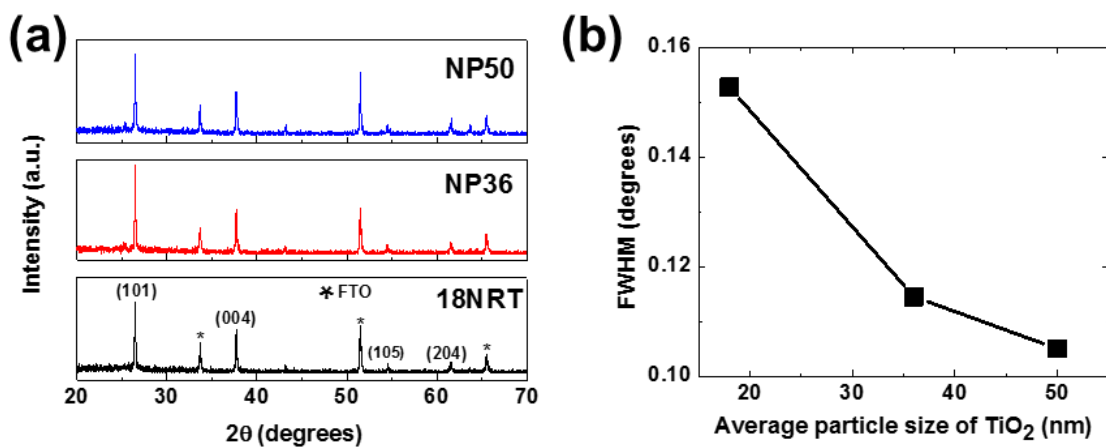 (a)
NP50
NP36
18NRT
* FTO
(101)
*
(004)
*
(105)
(204)
*
20 30 40 50 60 70
2θ (degrees)
Intensity (a.u.)
(b)
0.16
0.14
0.12
0.10
20 30 40 50
FWHM (degrees)
Average particle size of TiO₂ (nm)